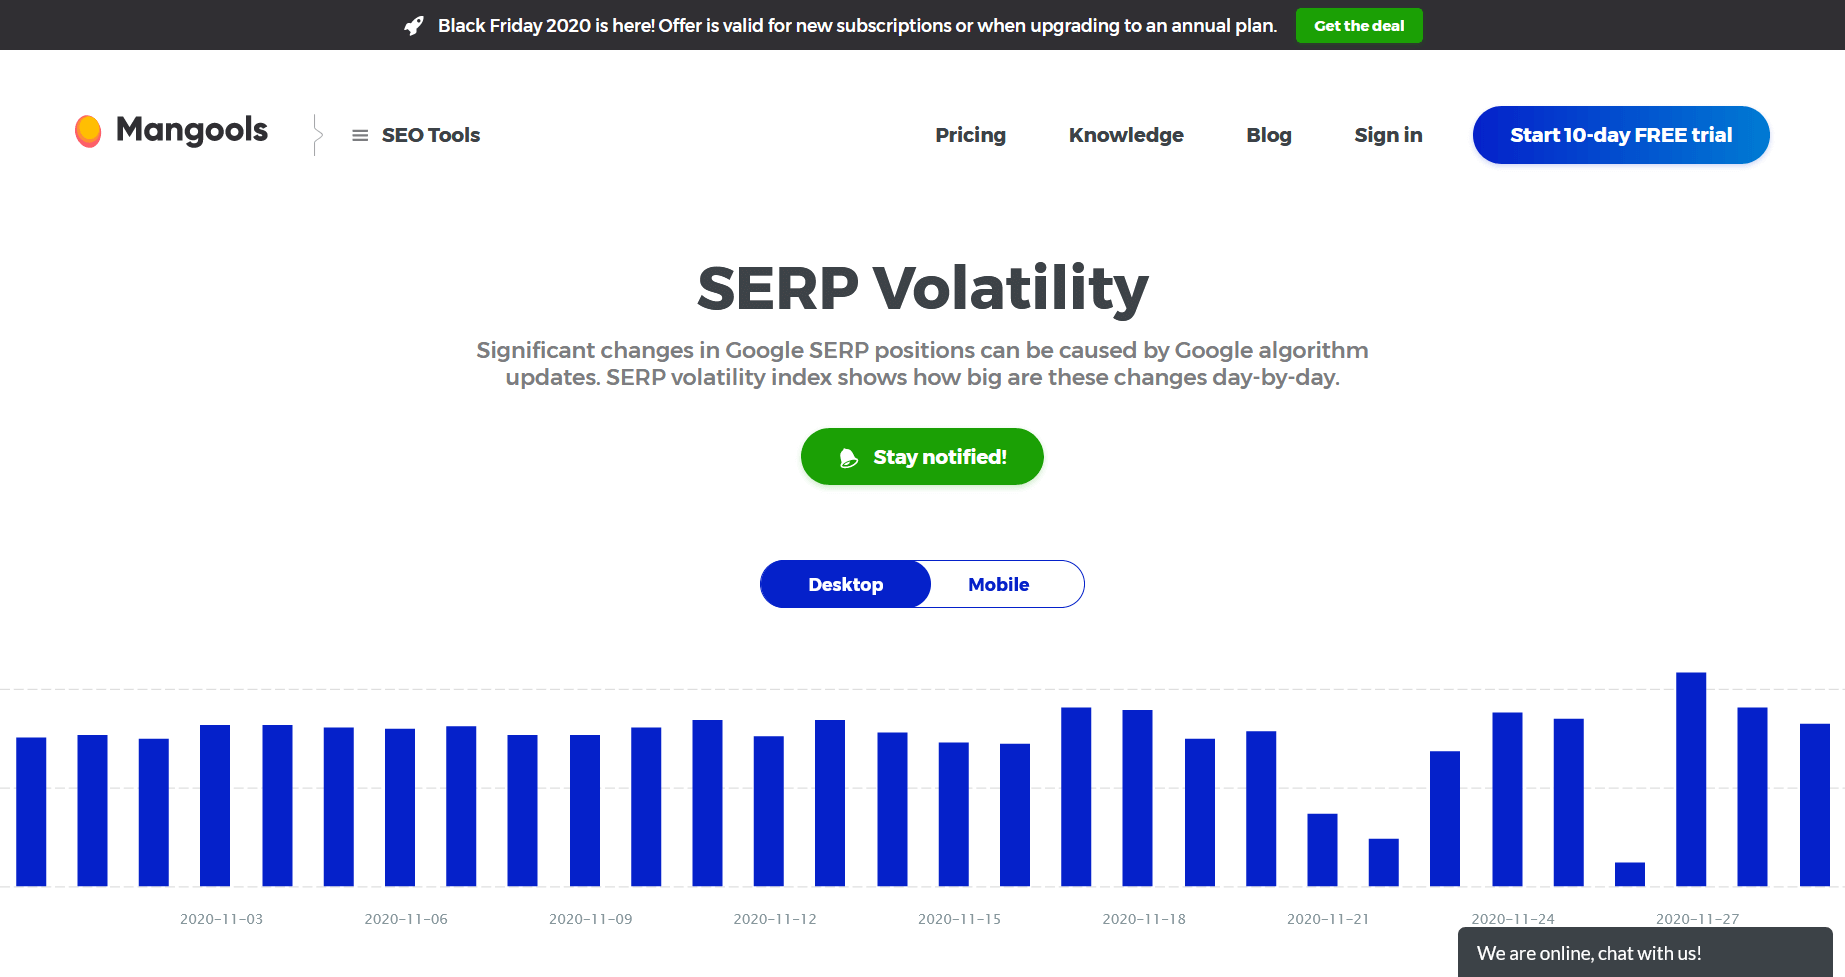 Black Friday 2020 is here! Offer is valid for new subscriptions or when upgrading to an annual plan.
Get the deal
Mangools
SEO Tools
Pricing
Knowledge
Blog
Sign in
Start 10-day FREE trial
SERP Volatility
Significant changes in Google SERP positions can be caused by Google algorithm
updates. SERP volatility index shows how big are these changes day-by-day.
Stay notified!
Desktop
Mobile
2020-11-03
2020-11-06
2020-11-09
2020-11-12
2020-11-15
2020-11-18
2020-11-21
2020-11-24
2020-11-27
We are online, chat with us!